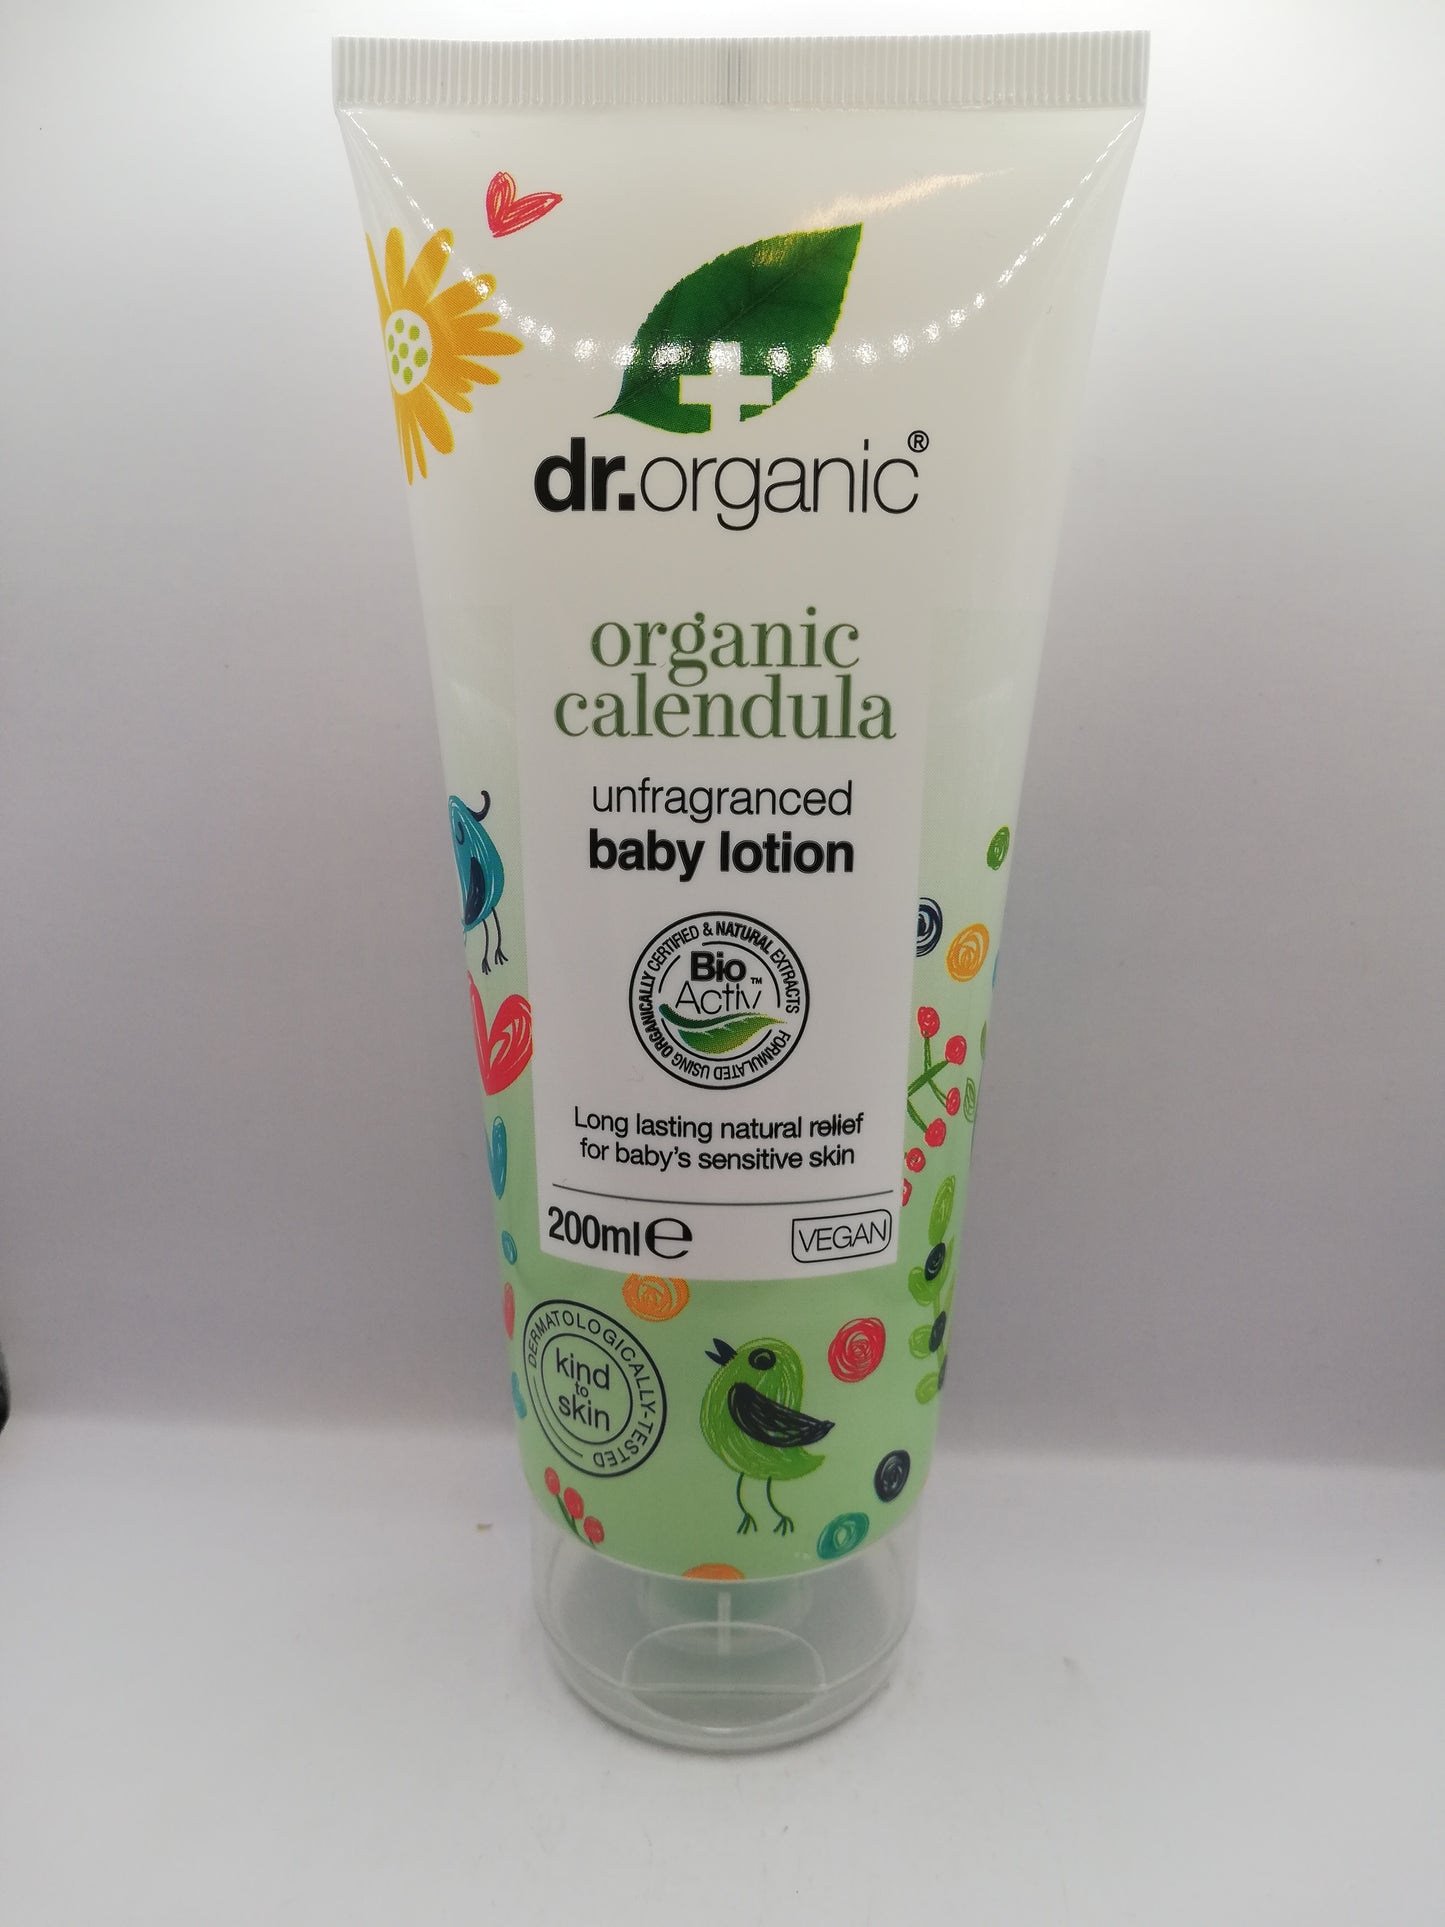 dr.organic®
organic
calendula
unfragranced
baby lotion
FORMULATED USING ORGANICALLY CERTIFIED & NATURAL EXTRACTS
Bio
Activ™
Long lasting natural relief
for baby's sensitive skin
200ml℮
VEGAN
DERMATOLOGICALLY-TESTED
kind
to
skin